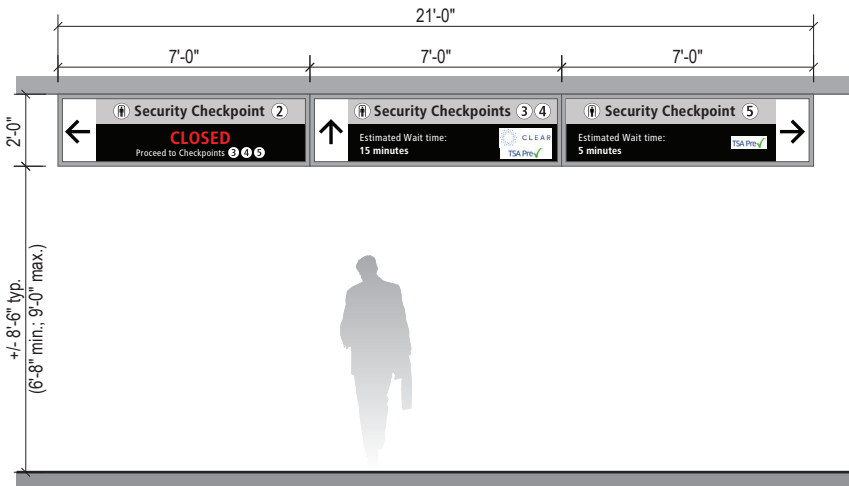 21'-0"
7'-0" 7'-0" 7'-0"
2'-0"
Security Checkpoint 2
CLOSED
Proceed to Checkpoints 3 4 5
Security Checkpoints 3 4
Estimated Wait time:
15 minutes
CLEAR
TSA Pre✓
Security Checkpoint 5
Estimated Wait time:
5 minutes
TSA Pre✓
+/- 8'-6" typ.
(6'-8" min.; 9'-0" max.)